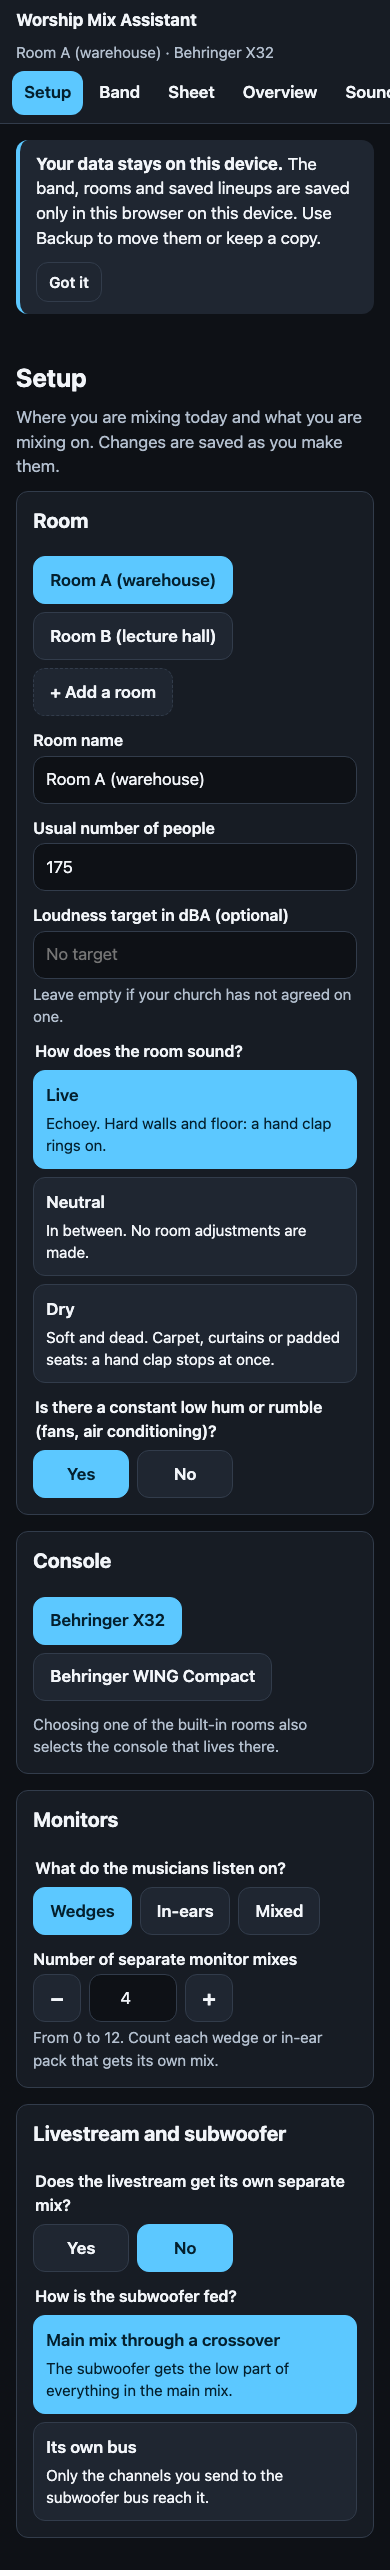 Worship Mix Assistant
Room A (warehouse) · Behringer X32
Setup Band Sheet Overview Soun
Your data stays on this device. The
band, rooms and saved lineups are saved
only in this browser on this device. Use
Backup to move them or keep a copy.
Got it
Setup
Where you are mixing today and what you are
mixing on. Changes are saved as you make
them.
Room
Room A (warehouse)
Room B (lecture hall)
+ Add a room
Room name
Room A (warehouse)
Usual number of people
175
Loudness target in dBA (optional)
No target
Leave empty if your church has not agreed on
one.
How does the room sound?
Live
Echoey. Hard walls and floor: a hand clap
rings on.
Neutral
In between. No room adjustments are
made.
Dry
Soft and dead. Carpet, curtains or padded
seats: a hand clap stops at once.
Is there a constant low hum or rumble
(fans, air conditioning)?
Yes No
Console
Behringer X32
Behringer WING Compact
Choosing one of the built-in rooms also
selects the console that lives there.
Monitors
What do the musicians listen on?
Wedges In-ears Mixed
Number of separate monitor mixes
− 4 +
From 0 to 12. Count each wedge or in-ear
pack that gets its own mix.
Livestream and subwoofer
Does the livestream get its own separate
mix?
Yes No
How is the subwoofer fed?
Main mix through a crossover
The subwoofer gets the low part of
everything in the main mix.
Its own bus
Only the channels you send to the
subwoofer bus reach it.